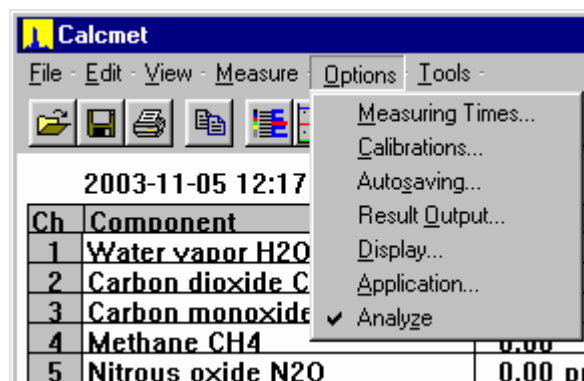 Calcmet
File Edit View Measure Options Tools
Measuring Times...
Calibrations...
Autosaving...
Result Output...
Display...
Application...
✓ Analyze
2003-11-05 12:17
Ch Component
1 Water vapor H2O
2 Carbon dioxide C
3 Carbon monoxide
4 Methane CH4 0.00
5 Nitrous oxide N2O 0.00